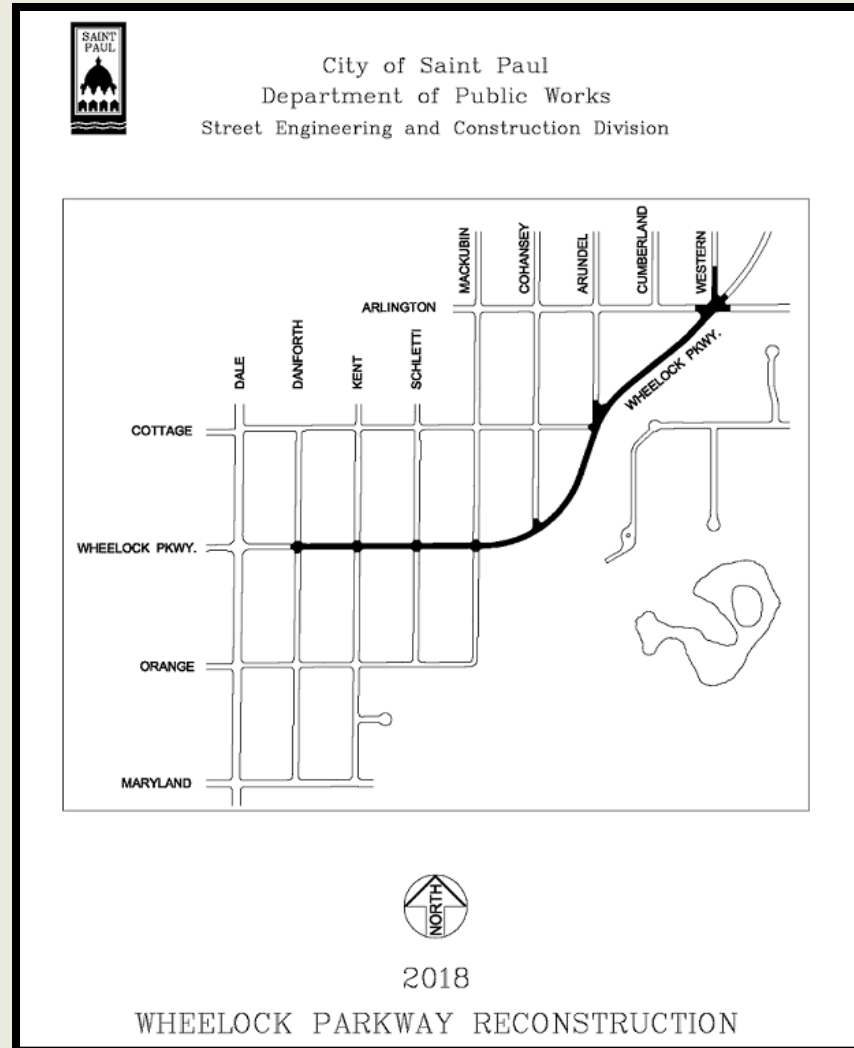 SAINT
PAUL
City of Saint Paul
Department of Public Works
Street Engineering and Construction Division
MACKUBIN
COHANSEY
ARUNDEL
CUMBERLAND
WESTERN
ARLINGTON
DALE
DANFORTH
KENT
SCHLETTI
WHEELOCK PKWY.
COTTAGE
WHEELOCK PKWY.
ORANGE
MARYLAND
NORTH
2018
WHEELOCK PARKWAY RECONSTRUCTION